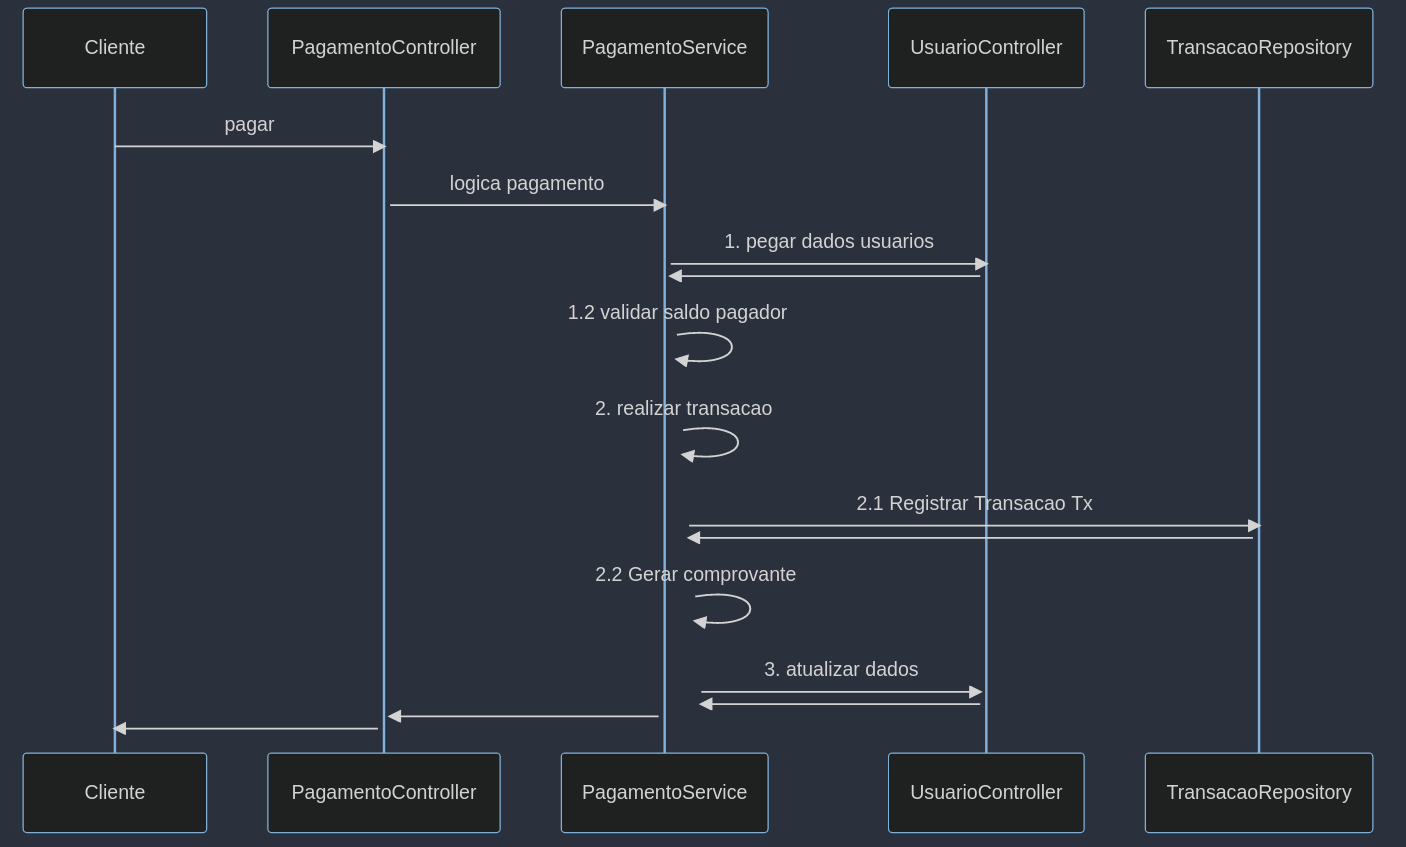 Cliente
PagamentoController
PagamentoService
UsuarioController
TransacaoRepository
pagar
logica pagamento
1. pegar dados usuarios
1.2 validar saldo pagador
2. realizar transacao
2.1 Registrar Transacao Tx
2.2 Gerar comprovante
3. atualizar dados
Cliente
PagamentoController
PagamentoService
UsuarioController
TransacaoRepository